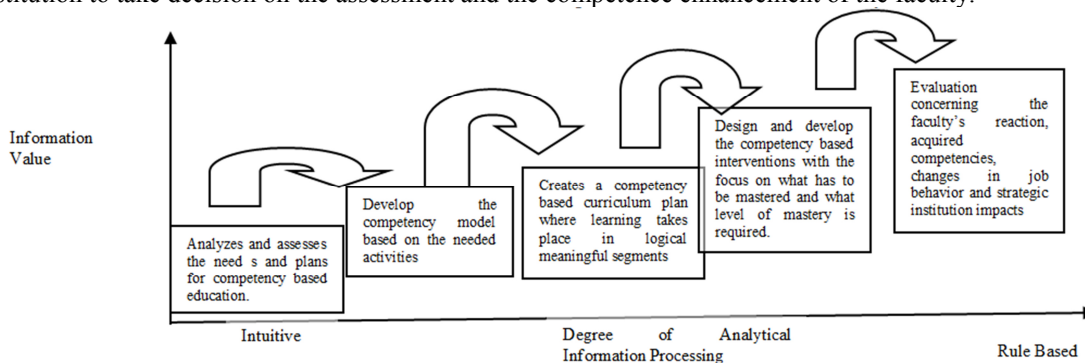 stitution to take decision on the assessment and the competence enhancement of the faculty.
Information
Value
Analyzes and assesses
the need s and plans
for competency based
education.
Develop the
competency model
based on the needed
activities
Creates a competency
based curriculum plan
where learning takes
place in logical
meaningful segments
Design and develop
the competency based
interventions with the
focus on what has to
be mastered and what
level of mastery is
required.
Evaluation
concerning the
faculty's reaction,
acquired
competencies,
changes in job
behavior and strategic
institution impacts
Intuitive
Degree of Analytical
Information Processing
Rule Based